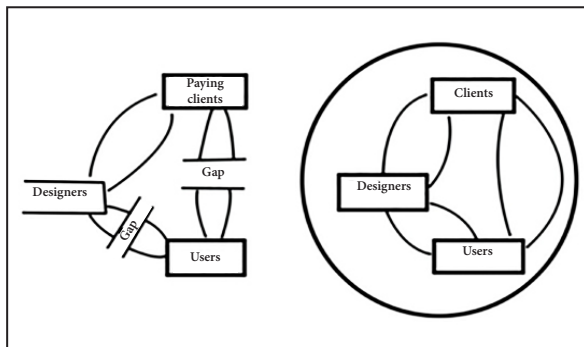 Paying
clients
Gap
Designers
Gap
Users
Clients
Designers
Users